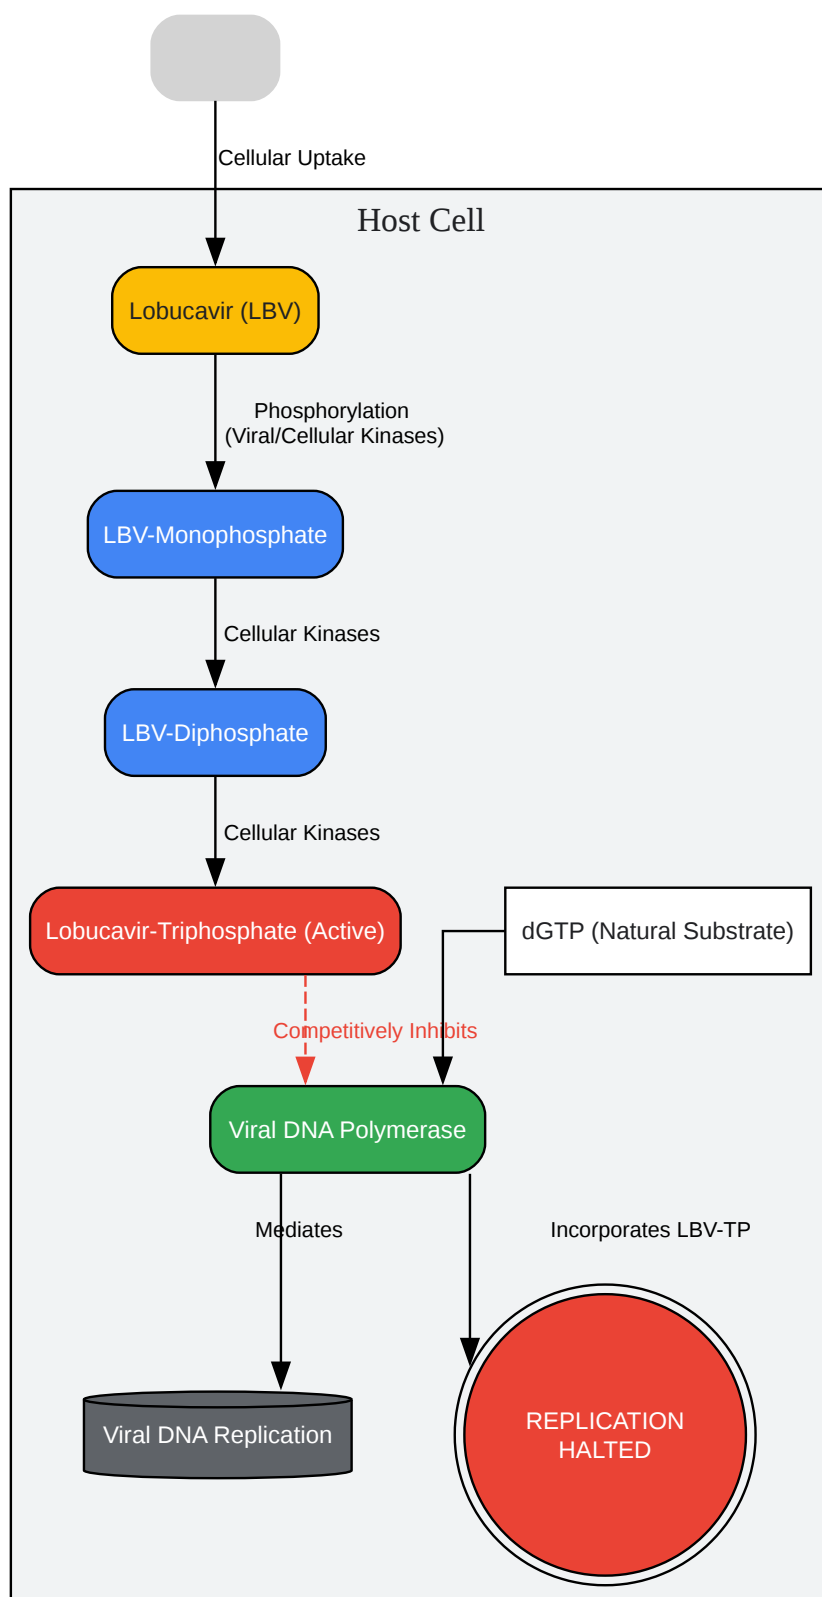 Cellular Uptake
Host Cell
Lobucavir (LBV)
Phosphorylation
(Viral/Cellular Kinases)
LBV-Monophosphate
Cellular Kinases
LBV-Diphosphate
Cellular Kinases
Lobucavir-Triphosphate (Active)
dGTP (Natural Substrate)
Competitively Inhibits
Viral DNA Polymerase
Mediates
Incorporates LBV-TP
Viral DNA Replication
REPLICATION
HALTED